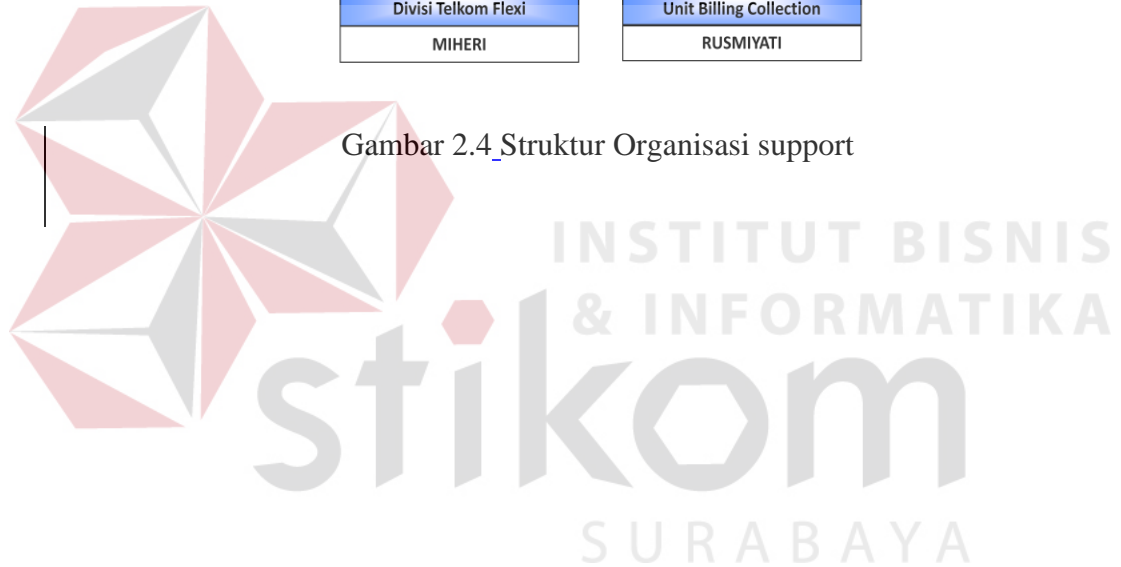 Divisi Telkom Flexi
Unit Billing Collection
MIHERI
RUSMIYATI
Gambar 2.4 Struktur Organisasi support
INSTITUT BISNIS
& INFORMATIKA
stikom
SURABAYA